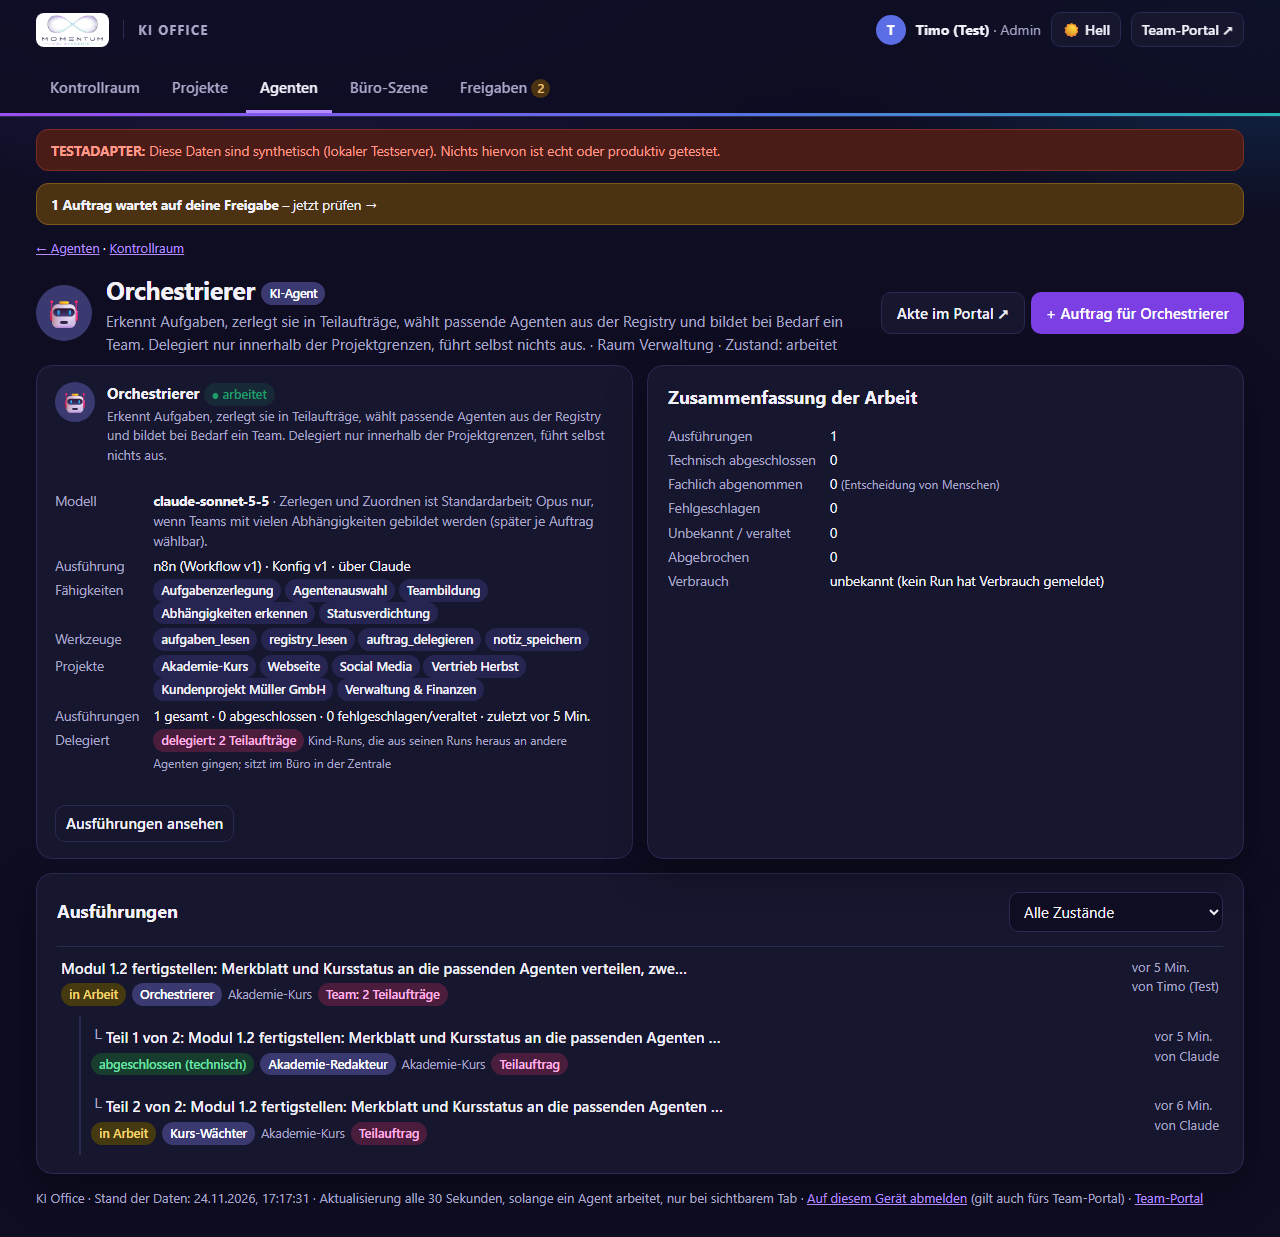 MOMENTUM
KI OFFICE
T
Timo (Test) · Admin
Hell
Team-Portal ↗
Kontrollraum
Projekte
Agenten
Büro-Szene
Freigaben 2
TESTADAPTER: Diese Daten sind synthetisch (lokaler Testserver). Nichts hiervon ist echt oder produktiv getestet.
1 Auftrag wartet auf deine Freigabe – jetzt prüfen →
← Agenten · Kontrollraum
Orchestrierer KI-Agent
Erkennt Aufgaben, zerlegt sie in Teilaufträge, wählt passende Agenten aus der Registry und bildet bei Bedarf ein
Team. Delegiert nur innerhalb der Projektgrenzen, führt selbst nichts aus. · Raum Verwaltung · Zustand: arbeitet
Akte im Portal ↗
+ Auftrag für Orchestrierer
Orchestrierer ● arbeitet
Erkennt Aufgaben, zerlegt sie in Teilaufträge, wählt passende Agenten aus der Registry
und bildet bei Bedarf ein Team. Delegiert nur innerhalb der Projektgrenzen, führt selbst
nichts aus.
Modell claude-sonnet-5-5 · Zerlegen und Zuordnen ist Standardarbeit; Opus nur,
wenn Teams mit vielen Abhängigkeiten gebildet werden (später je Auftrag
wählbar).
Ausführung n8n (Workflow v1) · Konfig v1 · über Claude
Fähigkeiten Aufgabenzerlegung Agentenauswahl Teambildung
Abhängigkeiten erkennen Statusverdichtung
Werkzeuge aufgaben_lesen registry_lesen auftrag_delegieren notiz_speichern
Projekte Akademie-Kurs Webseite Social Media Vertrieb Herbst
Kundenprojekt Müller GmbH Verwaltung & Finanzen
Ausführungen 1 gesamt · 0 abgeschlossen · 0 fehlgeschlagen/veraltet · zuletzt vor 5 Min.
Delegiert delegiert: 2 Teilaufträge Kind-Runs, die aus seinen Runs heraus an andere
Agenten gingen; sitzt im Büro in der Zentrale
Ausführungen ansehen
Zusammenfassung der Arbeit
Ausführungen 1
Technisch abgeschlossen 0
Fachlich abgenommen 0 (Entscheidung von Menschen)
Fehlgeschlagen 0
Unbekannt / veraltet 0
Abgebrochen 0
Verbrauch unbekannt (kein Run hat Verbrauch gemeldet)
Ausführungen
Alle Zustände
Modul 1.2 fertigstellen: Merkblatt und Kursstatus an die passenden Agenten verteilen, zwe...
vor 5 Min.
in Arbeit Orchestrierer Akademie-Kurs Team: 2 Teilaufträge
von Timo (Test)
└ Teil 1 von 2: Modul 1.2 fertigstellen: Merkblatt und Kursstatus an die passenden Agenten ...
vor 5 Min.
abgeschlossen (technisch) Akademie-Redakteur Akademie-Kurs Teilauftrag
von Claude
└ Teil 2 von 2: Modul 1.2 fertigstellen: Merkblatt und Kursstatus an die passenden Agenten ...
vor 6 Min.
in Arbeit Kurs-Wächter Akademie-Kurs Teilauftrag
von Claude
KI Office · Stand der Daten: 24.11.2026, 17:17:31 · Aktualisierung alle 30 Sekunden, solange ein Agent arbeitet, nur bei sichtbarem Tab · Auf diesem Gerät abmelden (gilt auch fürs Team-Portal) · Team-Portal